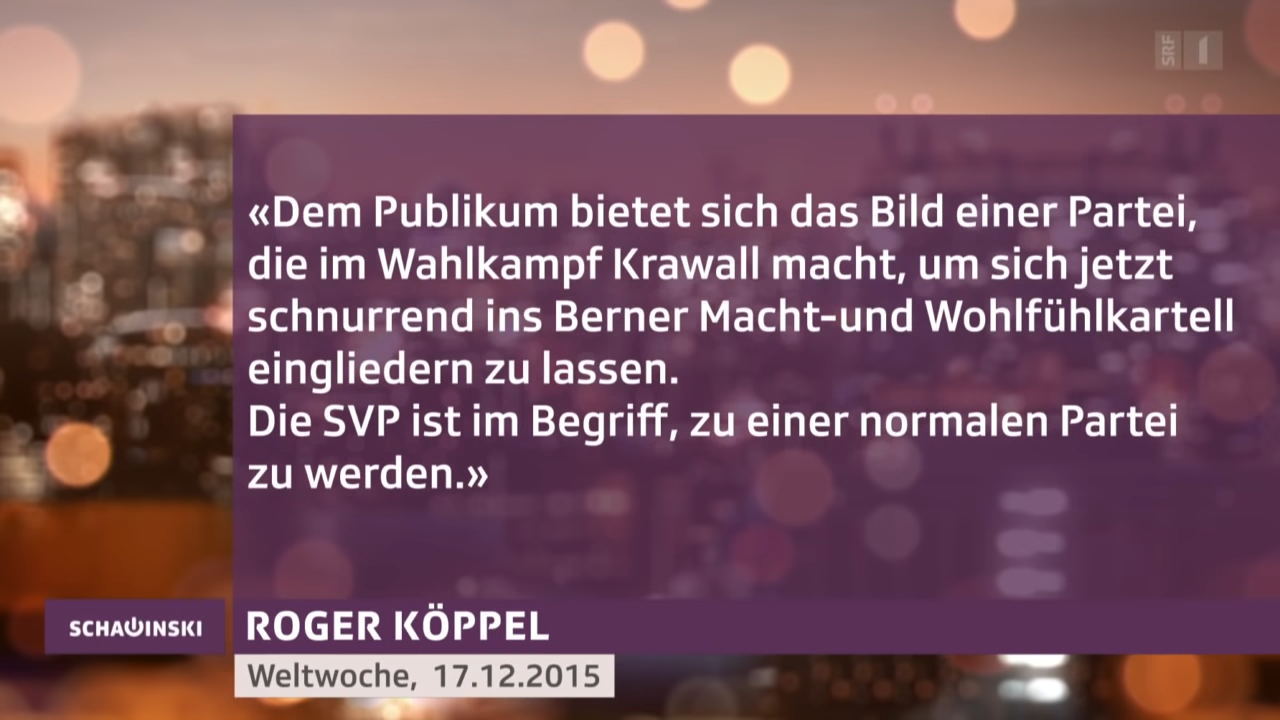 SRF 1
«Dem Publikum bietet sich das Bild einer Partei,
die im Wahlkampf Krawall macht, um sich jetzt
schnurrend ins Berner Macht-und Wohlfühlkartell
eingliedern zu lassen.
Die SVP ist im Begriff, zu einer normalen Partei
zu werden.»
SCHAWINSKI
ROGER KÖPPEL
Weltwoche, 17.12.2015